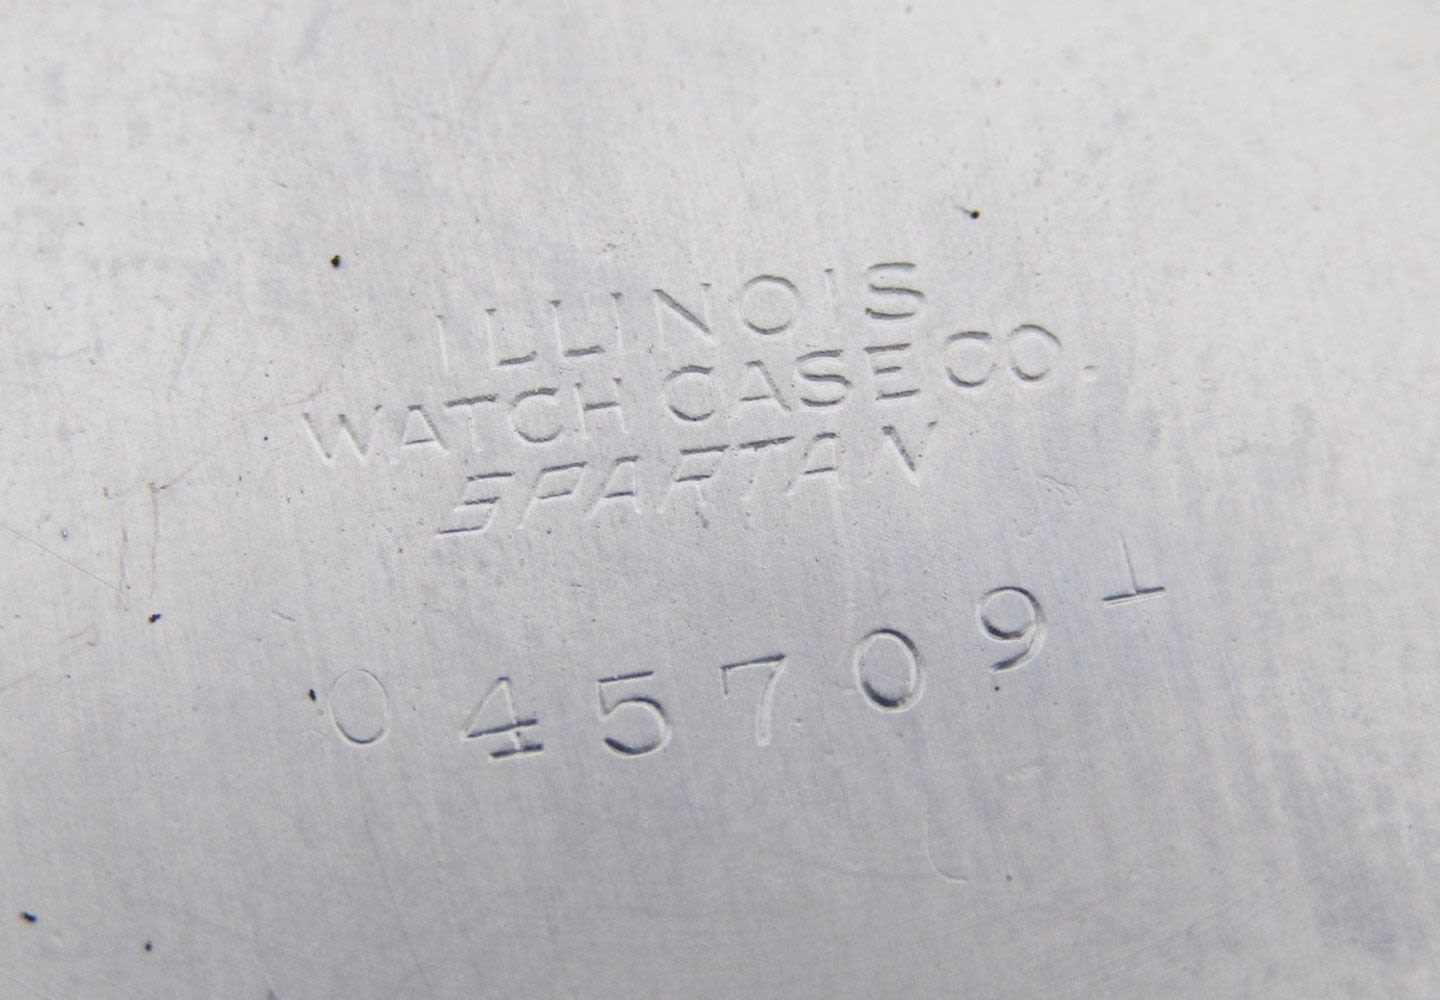 ILLINOIS
WATCH CASE CO.
SPARTAN
0457091